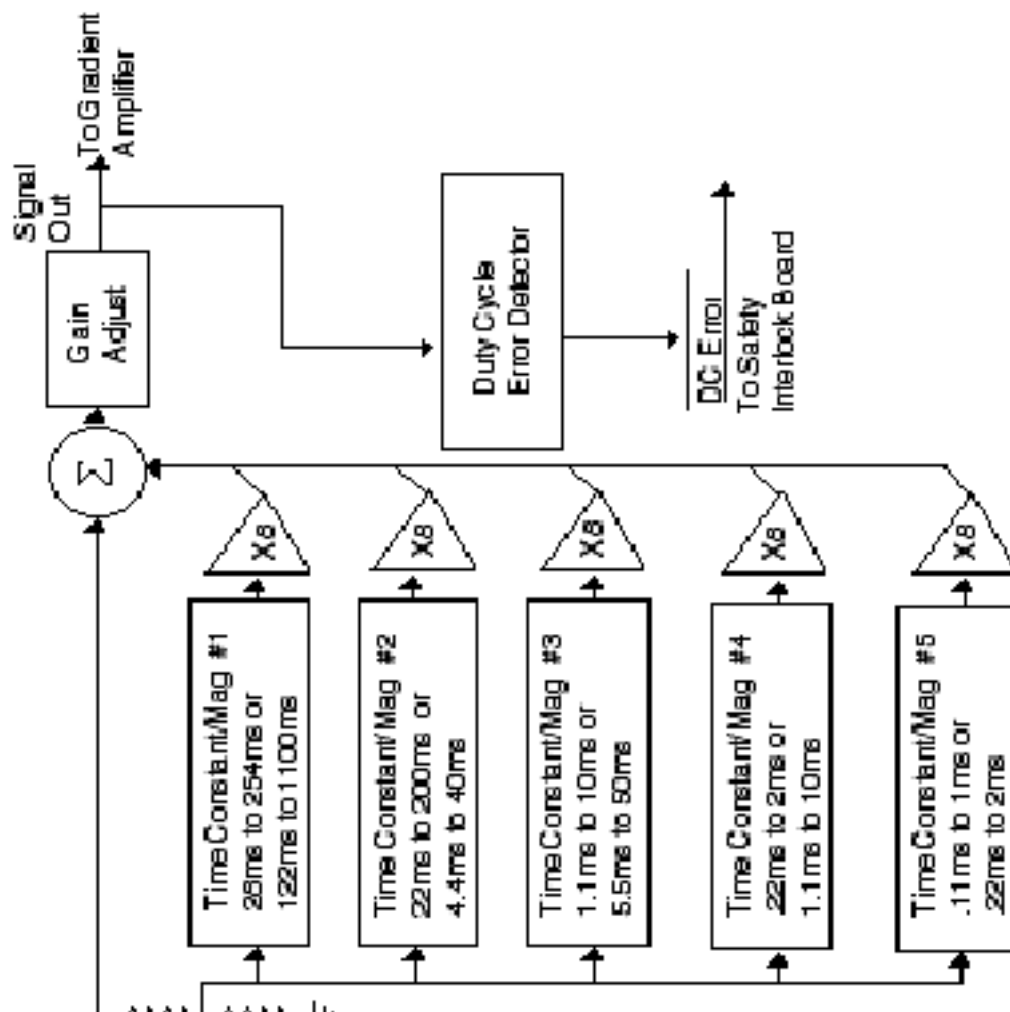 Signal
Out
To Gradient
Amplifier
Gain
Adjust
Σ
Duty Cycle
Error Detector
DC Error
To Safety
Interlock Board
X8
X8
X8
X8
X8
Time Constant/Mag #1
28ms to 254ms or
122ms to 1100ms
Time Constant/Mag #2
22ms to 200ms or
4.4ms to 40ms
Time Constant/Mag #3
1.1ms to 10ms or
5.5ms to 50ms
Time Constant/Mag #4
.22ms to 2ms or
1.1ms to 10ms
Time Constant/Mag #5
.11ms to 1ms or
.22ms to 2ms